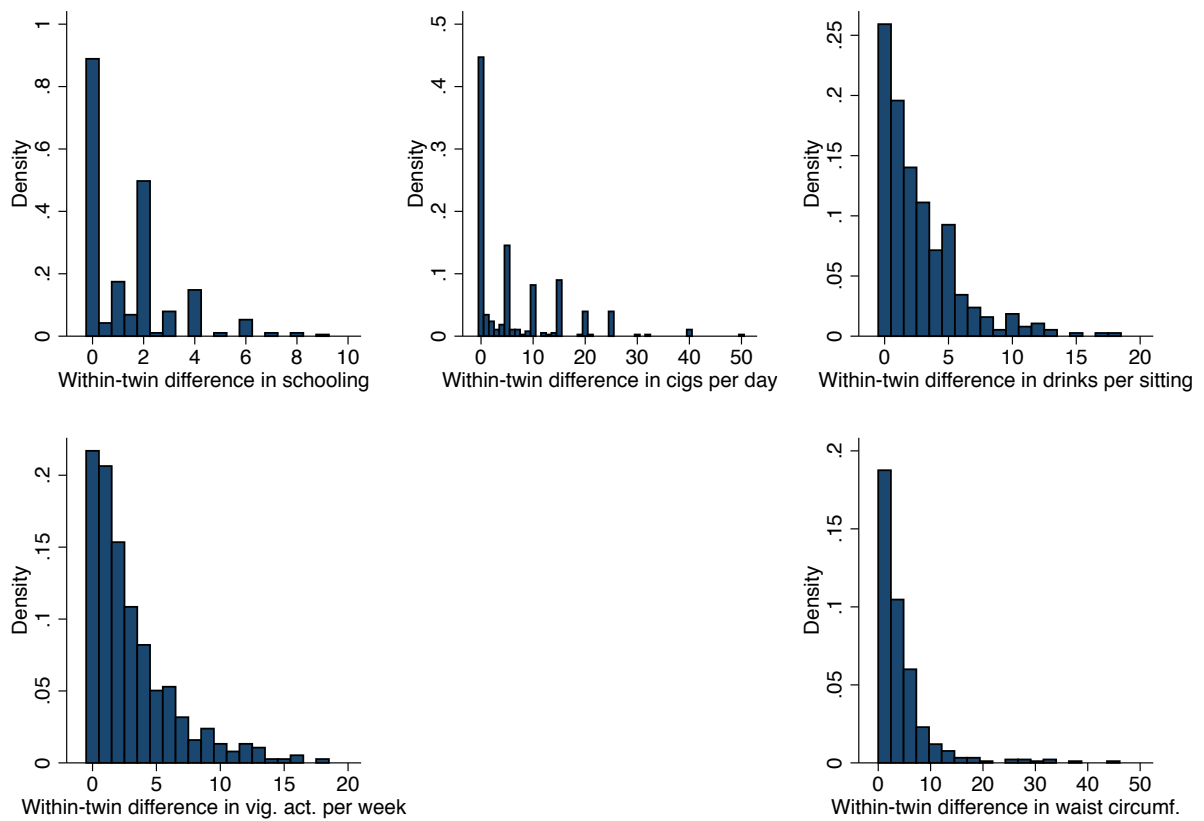 Density
0 .2 .4 .6 .8 1
0 2 4 6 8 10
Within-twin difference in schooling
Density
0 .1 .2 .3 .4 .5
0 10 20 30 40 50
Within-twin difference in cigs per day
Density
0 .05 .1 .15 .2 .25
0 5 10 15 20
Within-twin difference in drinks per sitting
Density
0 .05 .1 .15 .2
0 5 10 15 20
Within-twin difference in vig. act. per week
Density
0 .05 .1 .15 .2
0 10 20 30 40 50
Within-twin difference in waist circumf.